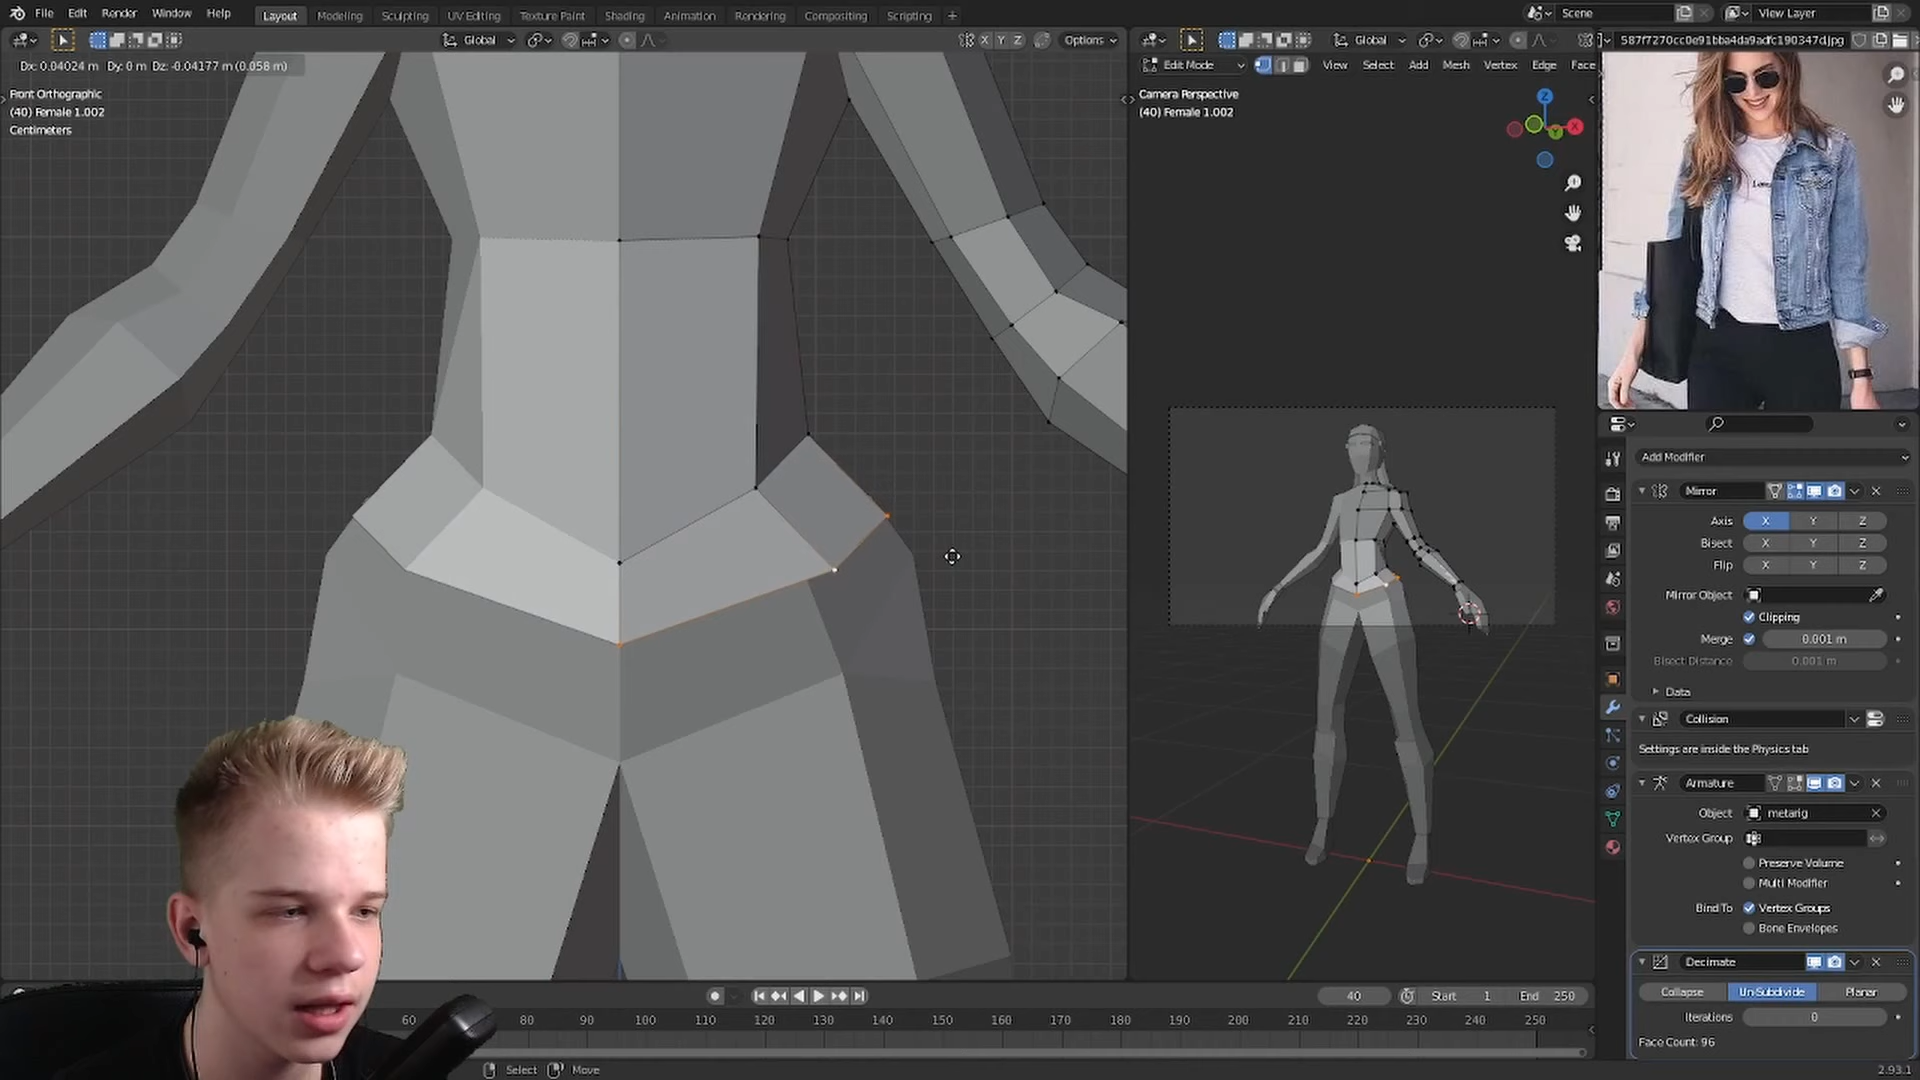 File Edit Render Window Help Layout Modeling Sculpting UV Editing Texture Paint Shading Animation Rendering Compositing Scripting + Scene View Layer
Global Options Global 587f7270cc0e91bba4da9adfc190347d.jpg
Dx: 0.04024 m Dy: 0 m Dz: -0.04177 m (0.058 m) Edit Mode View Select Add Mesh Vertex Edge Face
X Y Z
Front Orthographic
(40) Female 1.002
Centimeters
Camera Perspective
(40) Female 1.002
Z
X
Y
Add Modifier
Mirror
Axis X Y Z
Bisect X Y Z
Flip X Y Z
Mirror Object
Clipping
Merge 0.001 m
Bisect Distance 0.001 m
Data
Collision
Settings are inside the Physics tab
Armature
Object metarig
Vertex Group
Preserve Volume
Multi Modifier
Bind To Vertex Groups
Bone Envelopes
Decimate
Collapse Un-Subdivide Planar
Iterations 0
Face Count: 96
40 Start 1 End 250
60 80 90 100 110 120 130 140 150 160 170 180 190 200 210 220 230 240 250
Select Move 2.93.1